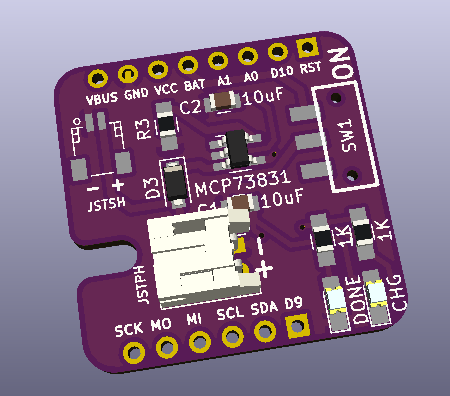 VBUS GND VCC BAT A1 A0 D10 RST
ON
C2 10uF
R3
SW1
- +
JSTSH
D3
MCP73831
C1 10uF
-
+
JSTPH
1K
1K
DONE
CHG
SCK MO MI SCL SDA D9